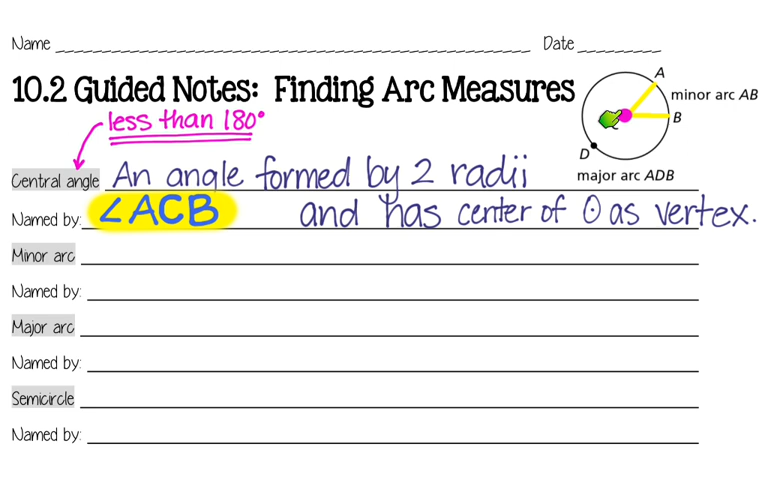 Name Date
10.2 Guided Notes: Finding Arc Measures
less than 180°
A
minor arc AB
B
D
major arc ADB
Central angle An angle formed by 2 radii
Named by: ∠ACB and has center of ⊙ as vertex.
Minor arc
Named by:
Major arc
Named by:
Semicircle
Named by: